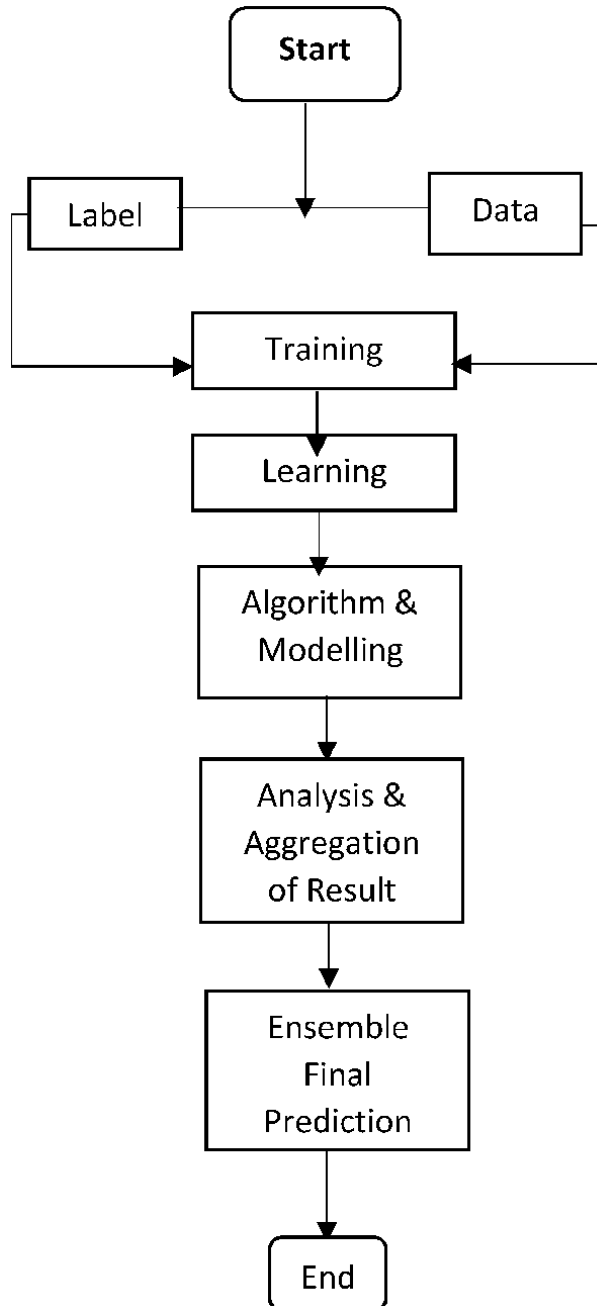 Start
Label
Data
Training
Learning
Algorithm &
Modelling
Analysis &
Aggregation
of Result
Ensemble
Final
Prediction
End